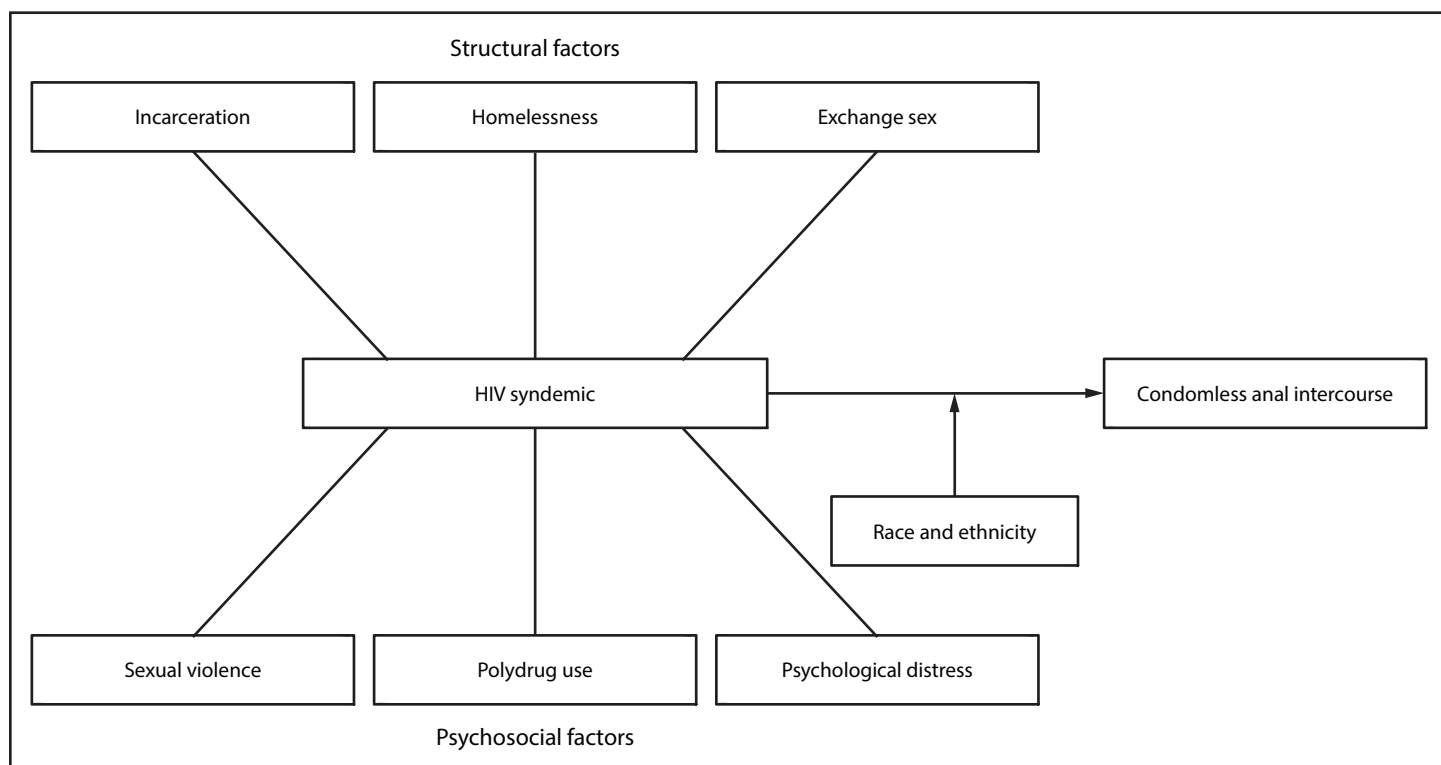 Structural factors
Incarceration
Homelessness
Exchange sex
HIV syndemic
Condomless anal intercourse
Race and ethnicity
Sexual violence
Polydrug use
Psychological distress
Psychosocial factors